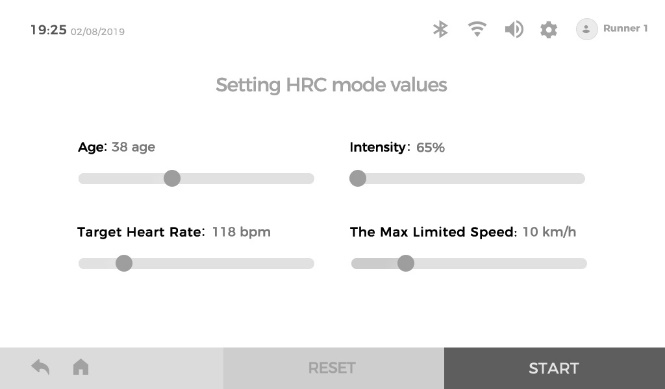 19:25 02/08/2019 Runner 1
Setting HRC mode values
Age: 38 age Intensity: 65%
Target Heart Rate: 118 bpm The Max Limited Speed: 10 km/h
RESET START